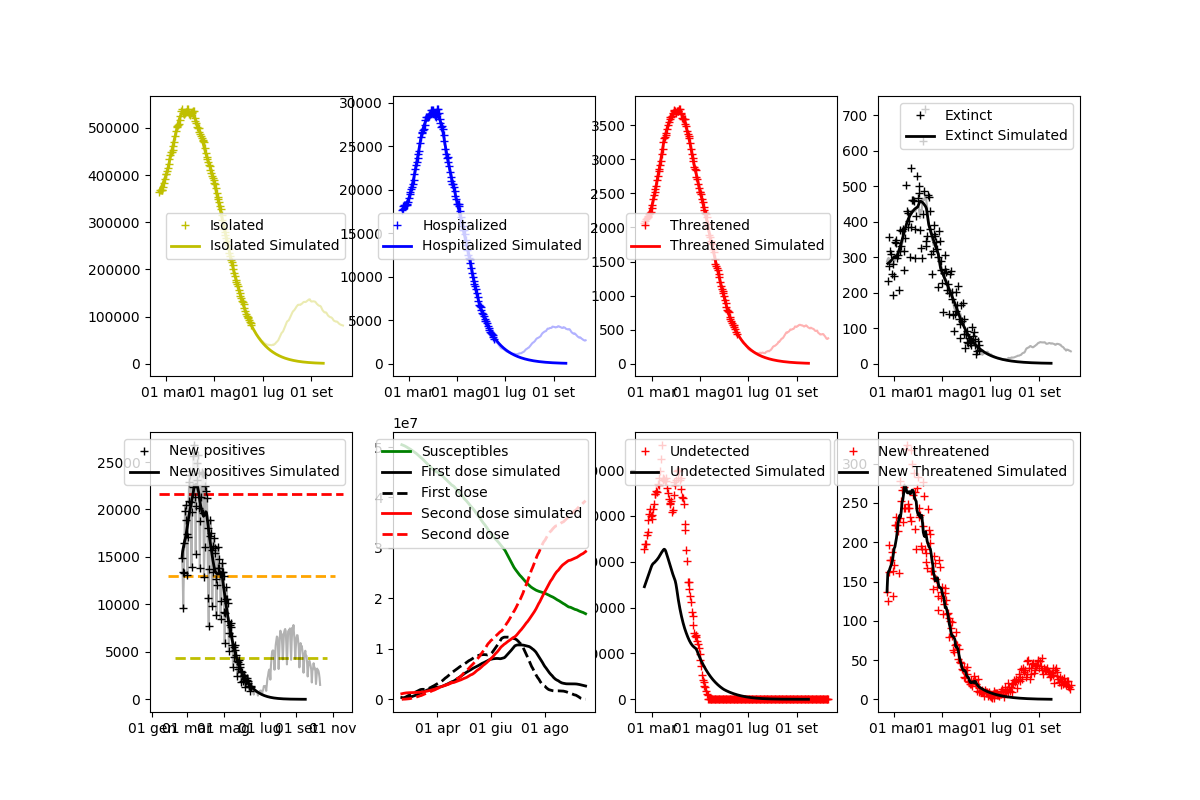 500000
400000
300000
200000
100000
0
01 mar
01 mag
01 lug
01 set
Isolated
Isolated Simulated
30000
25000
20000
15000
10000
5000
0
01 mar
01 mag
01 lug
01 set
Hospitalized
Hospitalized Simulated
3500
3000
2500
2000
1500
1000
500
0
01 mar
01 mag
01 lug
01 set
Threatened
Threatened Simulated
700
600
500
400
300
200
100
0
01 mar
01 mag
01 lug
01 set
Extinct
Extinct Simulated
25000
20000
15000
10000
5000
0
01 gen
01 mar
01 mag
01 lug
01 set
01 nov
New positives
New positives Simulated
1e7
5
4
3
2
1
0
01 apr
01 giu
01 ago
Susceptibles
First dose simulated
First dose
Second dose simulated
Second dose
0
01 mar
01 mag
01 lug
01 set
Undetected
Undetected Simulated
300
250
200
150
100
50
0
01 mar
01 mag
01 lug
01 set
New Threatened
New Threatened Simulated